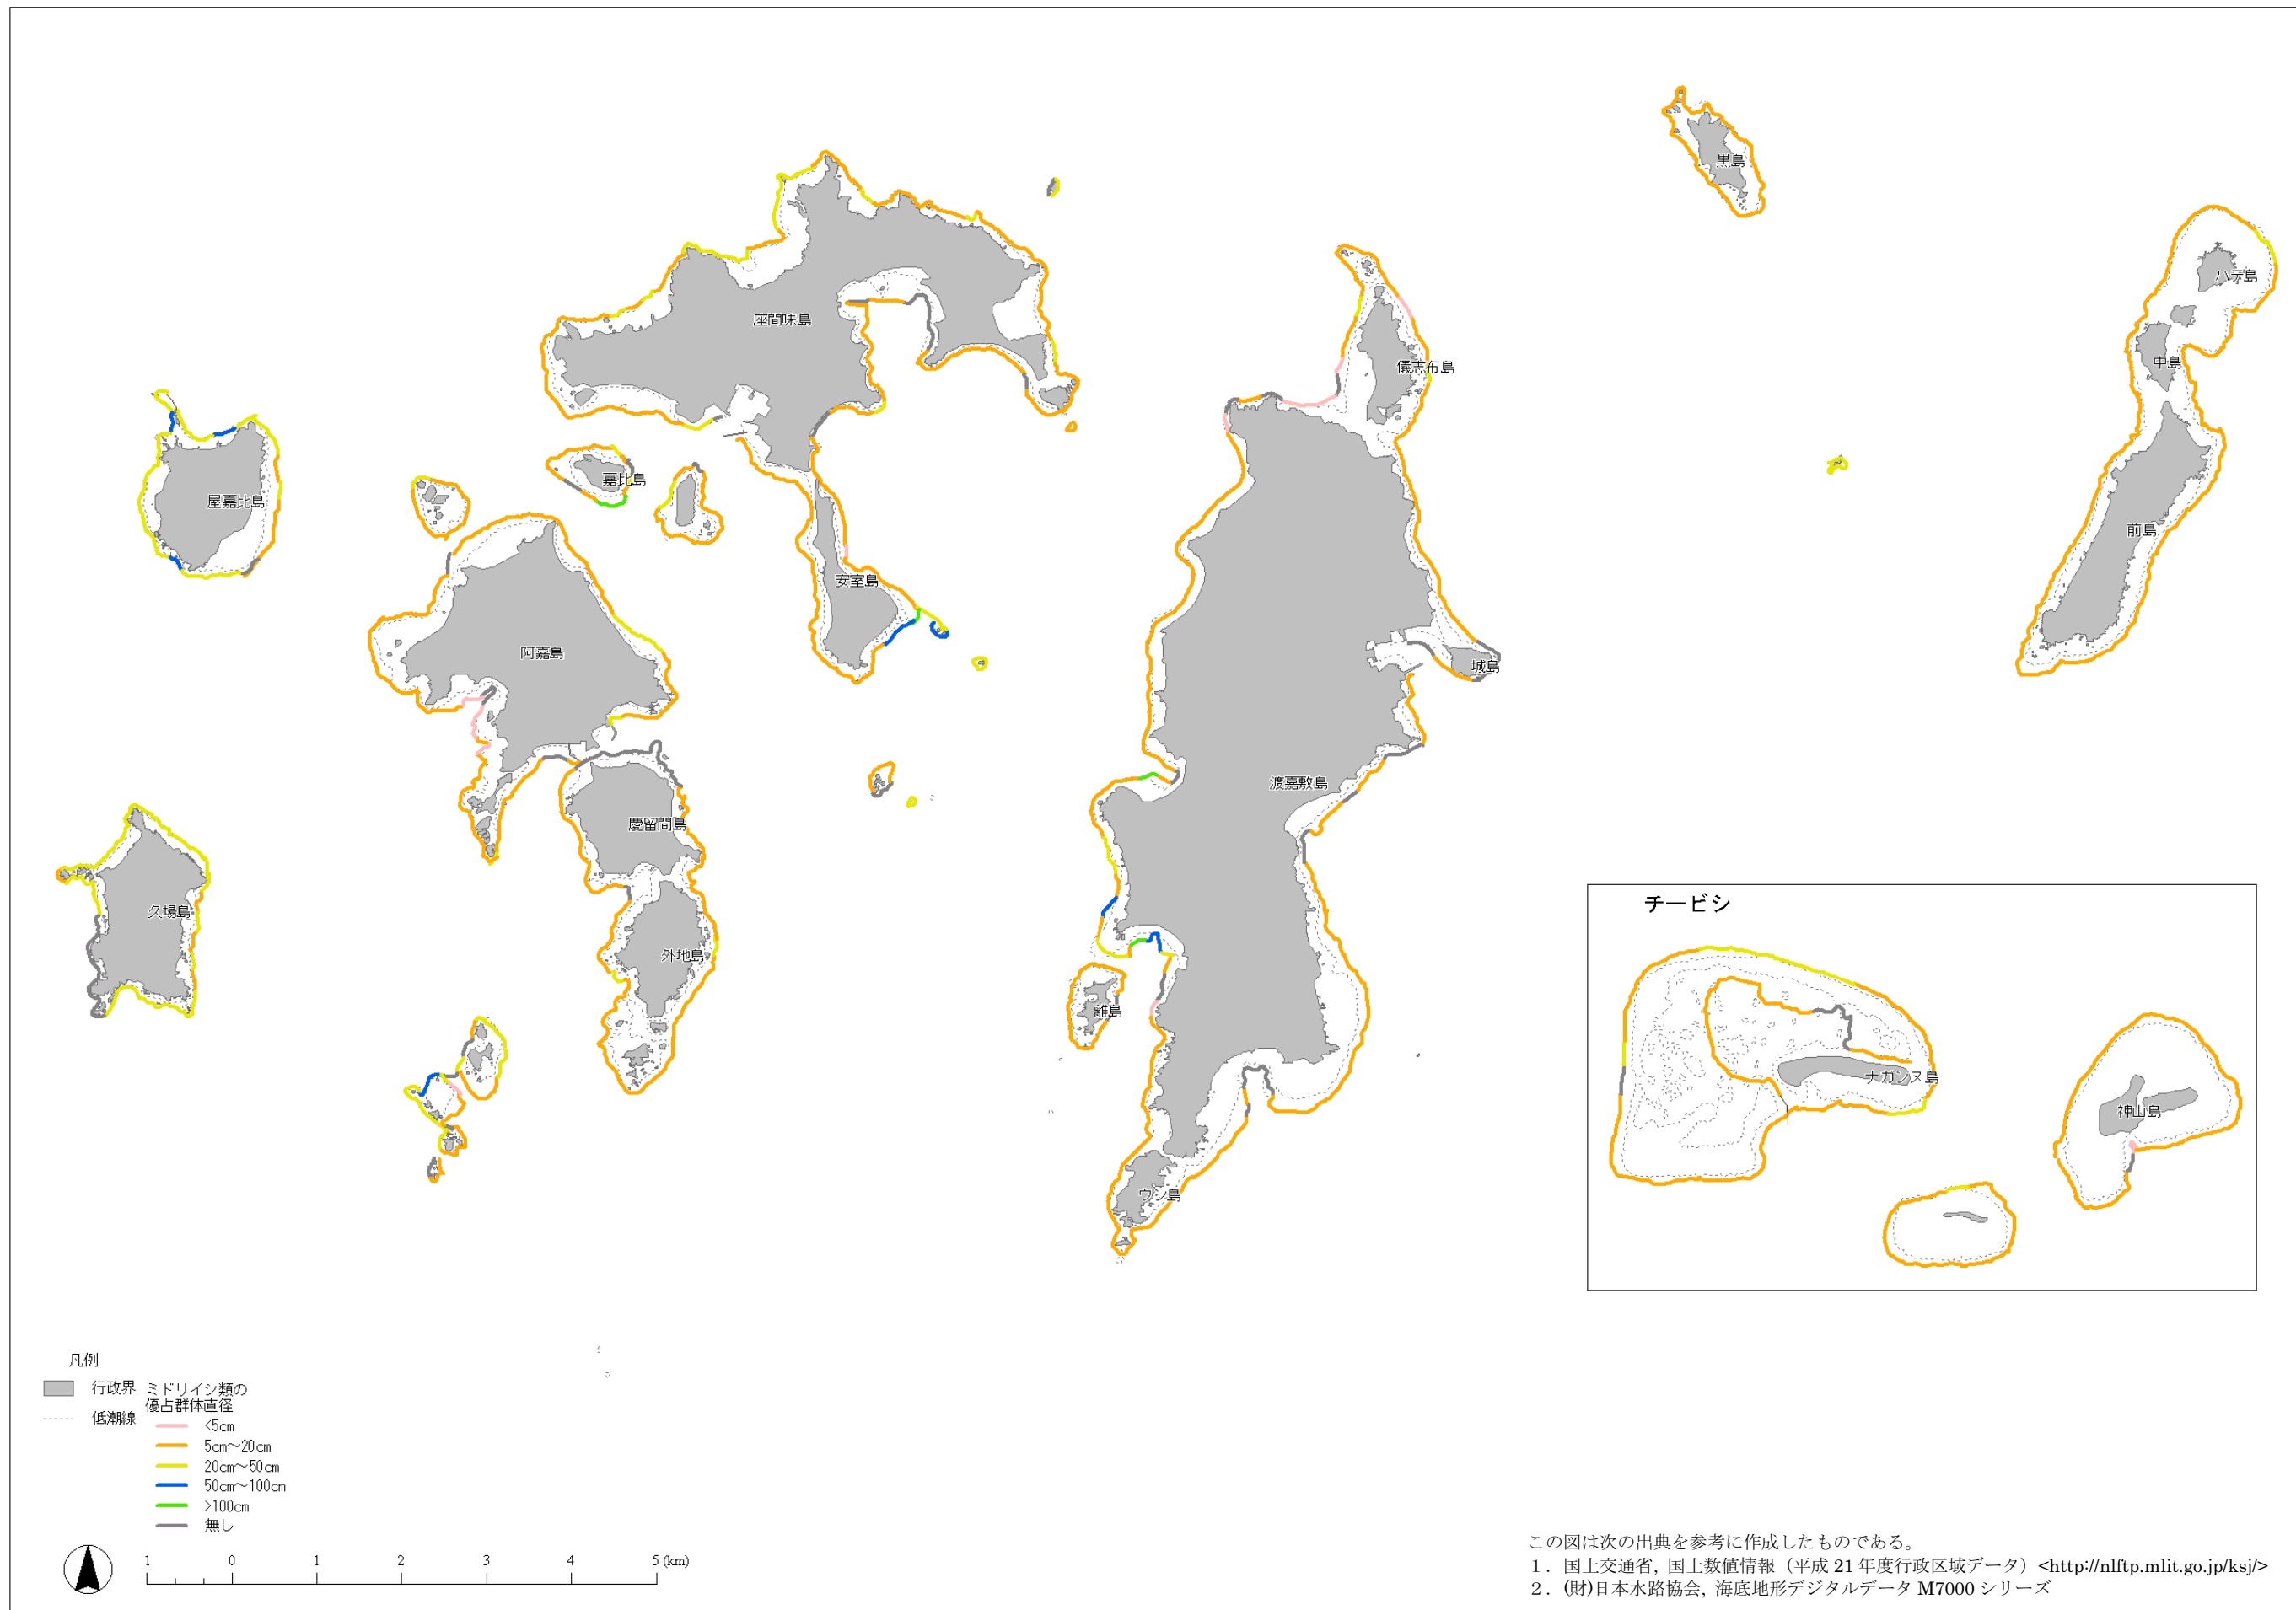 黒島
ハテ島
座間味島
儀志布島
中島
嘉比島
屋嘉比島
前島
安室島
阿嘉島
城島
渡嘉敷島
慶留間島
チービシ
久場島
外地島
離島
ナガンヌ島
神山島
ウン島
凡例
行政界
低潮線
ミドリイシ類の
優占群体直径
<5cm
5cm～20cm
20cm～50cm
50cm～100cm
>100cm
無し
1 0 1 2 3 4 5 (km)
この図は次の出典を参考に作成したものである。
1．国土交通省, 国土数値情報（平成 21 年度行政区域データ）<http://nlftp.mlit.go.jp/ksj/>
2．(財)日本水路協会, 海底地形デジタルデータ M7000 シリーズ